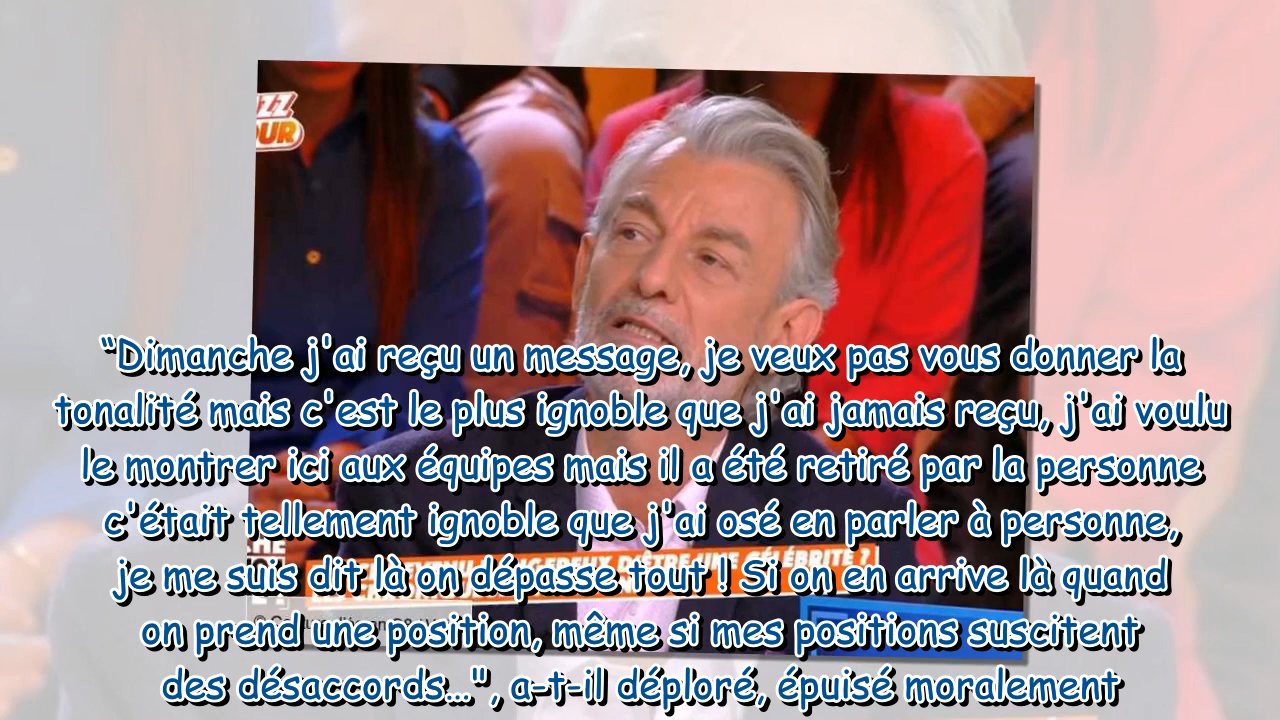 “Dimanche j'ai reçu un message, je veux pas vous donner la
tonalité mais c'est le plus ignoble que j'ai jamais reçu, j'ai voulu
le montrer ici aux équipes mais il a été retiré par la personne
c'était tellement ignoble que j'ai osé en parler à personne,
je me suis dit là on dépasse tout ! Si on en arrive là quand
on prend une position, même si mes positions suscitent
des désaccords...", a-t-il déploré, épuisé moralement
D'ÊTRE UNE CÉLÉBRITÉ ?